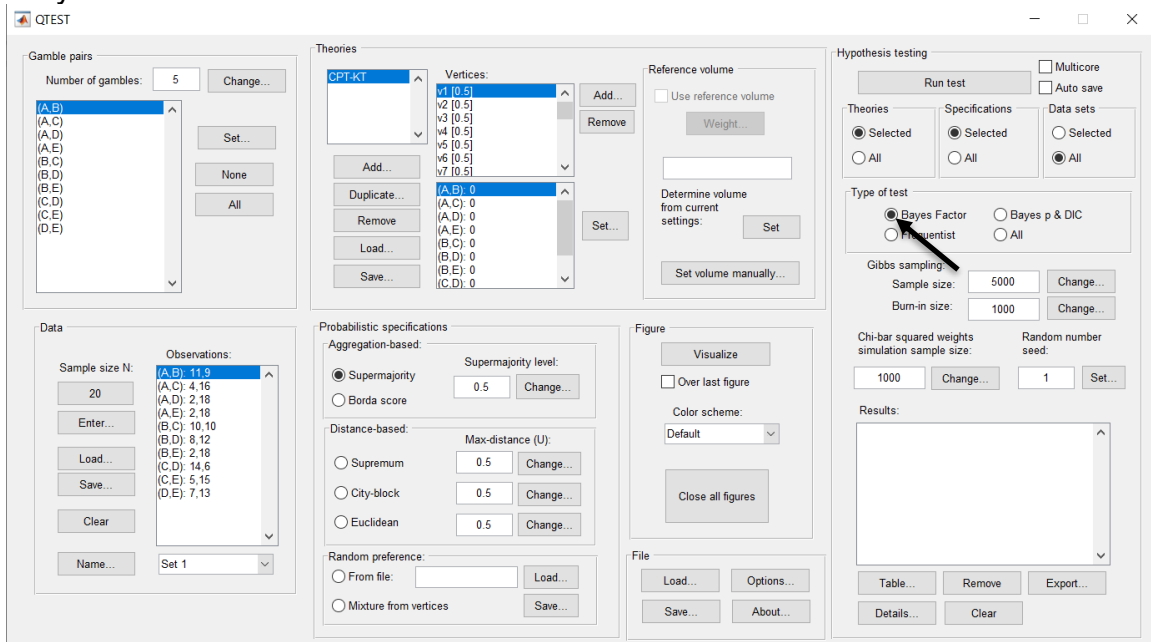 QTEST
Gamble pairs
Number of gambles: 5 Change...
(A,B)
(A,C)
(A,D)
(A,E)
(B,C)
(B,D)
(B,E)
(C,D)
(C,E)
(D,E)
Set...
None
All
Theories
CPT-KT
Vertices:
v1 [0.5]
v2 [0.5]
v3 [0.5]
v4 [0.5]
v5 [0.5]
v6 [0.5]
v7 [0.5]
Add...
Remove
Add...
Duplicate...
Remove
Load...
Save...
(A,B): 0
(A,C): 0
(A,D): 0
(A,E): 0
(B,C): 0
(B,D): 0
(B,E): 0
(C,D): 0
Set...
Reference volume
Use reference volume
Weight...
Determine volume
from current
settings: Set
Set volume manually...
Hypothesis testing
Run test
Multicore
Auto save
Theories
Selected
All
Specifications
Selected
All
Data sets
Selected
All
Type of test
Bayes Factor
Bayes p & DIC
Frequentist
All
Gibbs sampling:
Sample size: 5000 Change...
Burn-in size: 1000 Change...
Chi-bar squared weights
simulation sample size:
1000 Change...
Random number
seed:
1 Set...
Results:
Table... Remove Export...
Details... Clear
Data
Sample size N:
20
Enter...
Load...
Save...
Clear
Name...
Observations:
(A,B): 11,9
(A,C): 4,16
(A,D): 2,18
(A,E): 2,18
(B,C): 10,10
(B,D): 8,12
(B,E): 2,18
(C,D): 14,6
(C,E): 5,15
(D,E): 7,13
Set 1
Probabilistic specifications
Aggregation-based:
Supermajority level:
Supermajority
0.5 Change...
Borda score
Distance-based:
Max-distance (U):
Supremum 0.5 Change...
City-block 0.5 Change...
Euclidean 0.5 Change...
Random preference:
From file: Load...
Mixture from vertices Save...
Figure
Visualize
Over last figure
Color scheme:
Default
Close all figures
File
Load... Options...
Save... About...